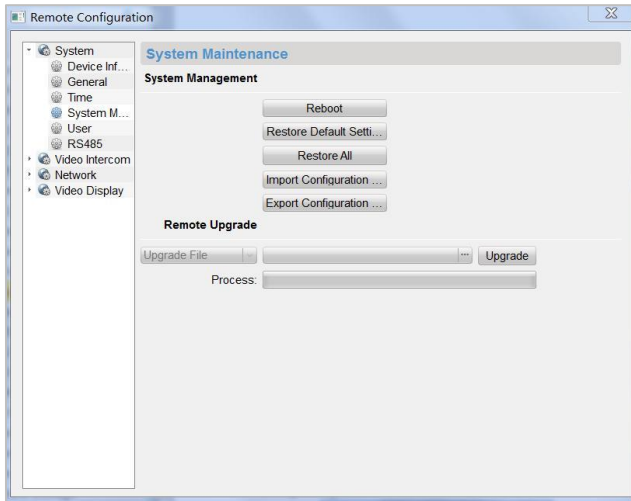 Remote Configuration
System
Device Inf...
General
Time
System M...
User
RS485
Video Intercom
Network
Video Display
System Maintenance
System Management
Reboot
Restore Default Setti...
Restore All
Import Configuration ...
Export Configuration ...
Remote Upgrade
Upgrade File ... Upgrade
Process: